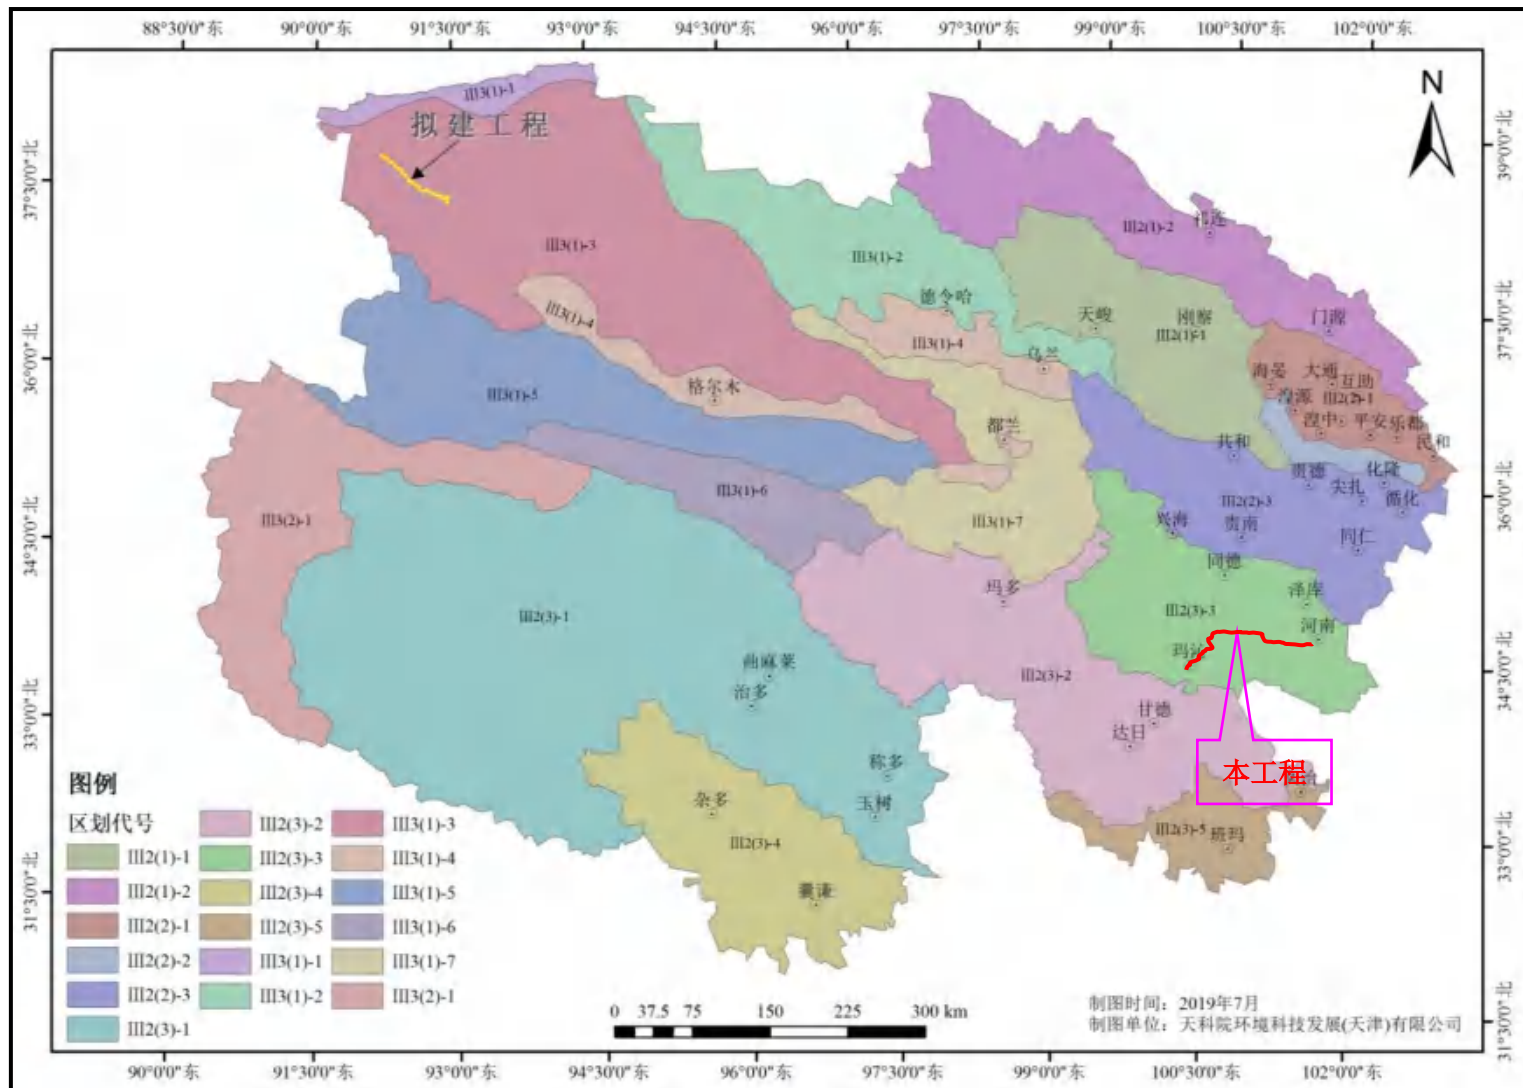 88°30'0"东 90°0'0"东 91°30'0"东 93°0'0"东 94°30'0"东 96°0'0"东 97°30'0"东 99°0'0"东 100°30'0"东 102°0'0"东
N
39°0'0"北
37°30'0"北
36°0'0"北
34°30'0"北
33°0'0"北
31°30'0"北
37°30'0"北
36°0'0"北
34°30'0"北
33°0'0"北
31°30'0"北
III3(1)-1
拟建工程
III2(1)-2
祁连
III3(1)-3
III3(1)-2
德令哈
天峻
刚察
III2(1)-1
门源
III3(1)-4
III3(1)-4
乌兰
海晏
大通
互助
湟源
III2(2)-1
湟中
平安
乐都
民和
III3(1)-5
格尔木
都兰
共和
贵德
化隆
尖扎
循化
III3(1)-6
III2(2)-3
III3(2)-1
III3(1)-7
兴海
贵南
同仁
同德
玛多
泽库
III2(3)-1
III2(3)-3
河南
玛沁
曲麻莱
治多
III2(3)-2
甘德
达日
本工程
称多
杂多
玉树
III2(3)-4
III2(3)-5
班玛
囊谦
图例
区划代号
III2(1)-1
III2(1)-2
III2(2)-1
III2(2)-2
III2(2)-3
III2(3)-1
III2(3)-2
III2(3)-3
III2(3)-4
III2(3)-5
III3(1)-1
III3(1)-2
III3(1)-3
III3(1)-4
III3(1)-5
III3(1)-6
III3(1)-7
III3(2)-1
0 37.5 75 150 225 300 km
制图时间：2019年7月
制图单位：天科院环境科技发展(天津)有限公司
90°0'0"东 91°30'0"东 93°0'0"东 94°30'0"东 96°0'0"东 97°30'0"东 99°0'0"东 100°30'0"东 102°0'0"东